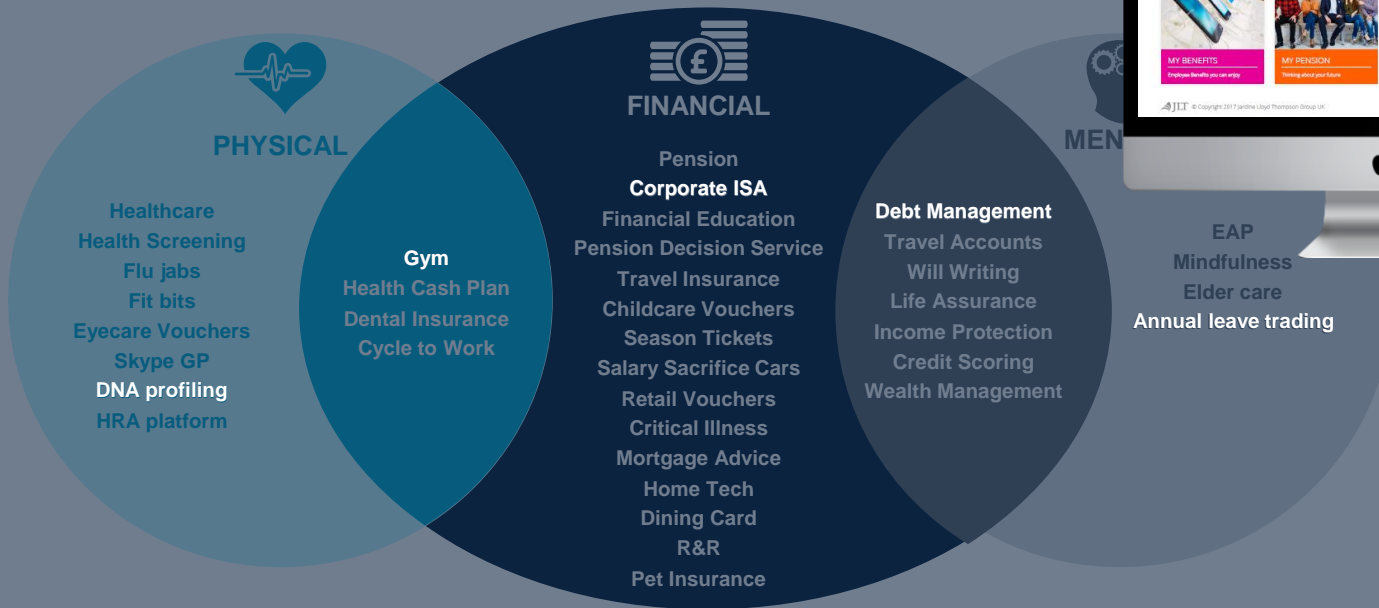 PHYSICAL
Healthcare
Health Screening
Flu jabs
Fit bits
Eyecare Vouchers
Skype GP
DNA profiling
HRA platform
Gym
Health Cash Plan
Dental Insurance
Cycle to Work
£
FINANCIAL
Pension
Corporate ISA
Financial Education
Pension Decision Service
Travel Insurance
Childcare Vouchers
Season Tickets
Salary Sacrifice Cars
Retail Vouchers
Critical Illness
Mortgage Advice
Home Tech
Dining Card
R&R
Pet Insurance
Debt Management
Travel Accounts
Will Writing
Life Assurance
Income Protection
Credit Scoring
Wealth Management
MEN
EAP
Mindfulness
Elder care
Annual leave trading
MY BENEFITS
Employee Benefits you can enjoy
MY PENSION
Thinking about your future
JLT © Copyright 2017 Jardine Lloyd Thompson Group UK